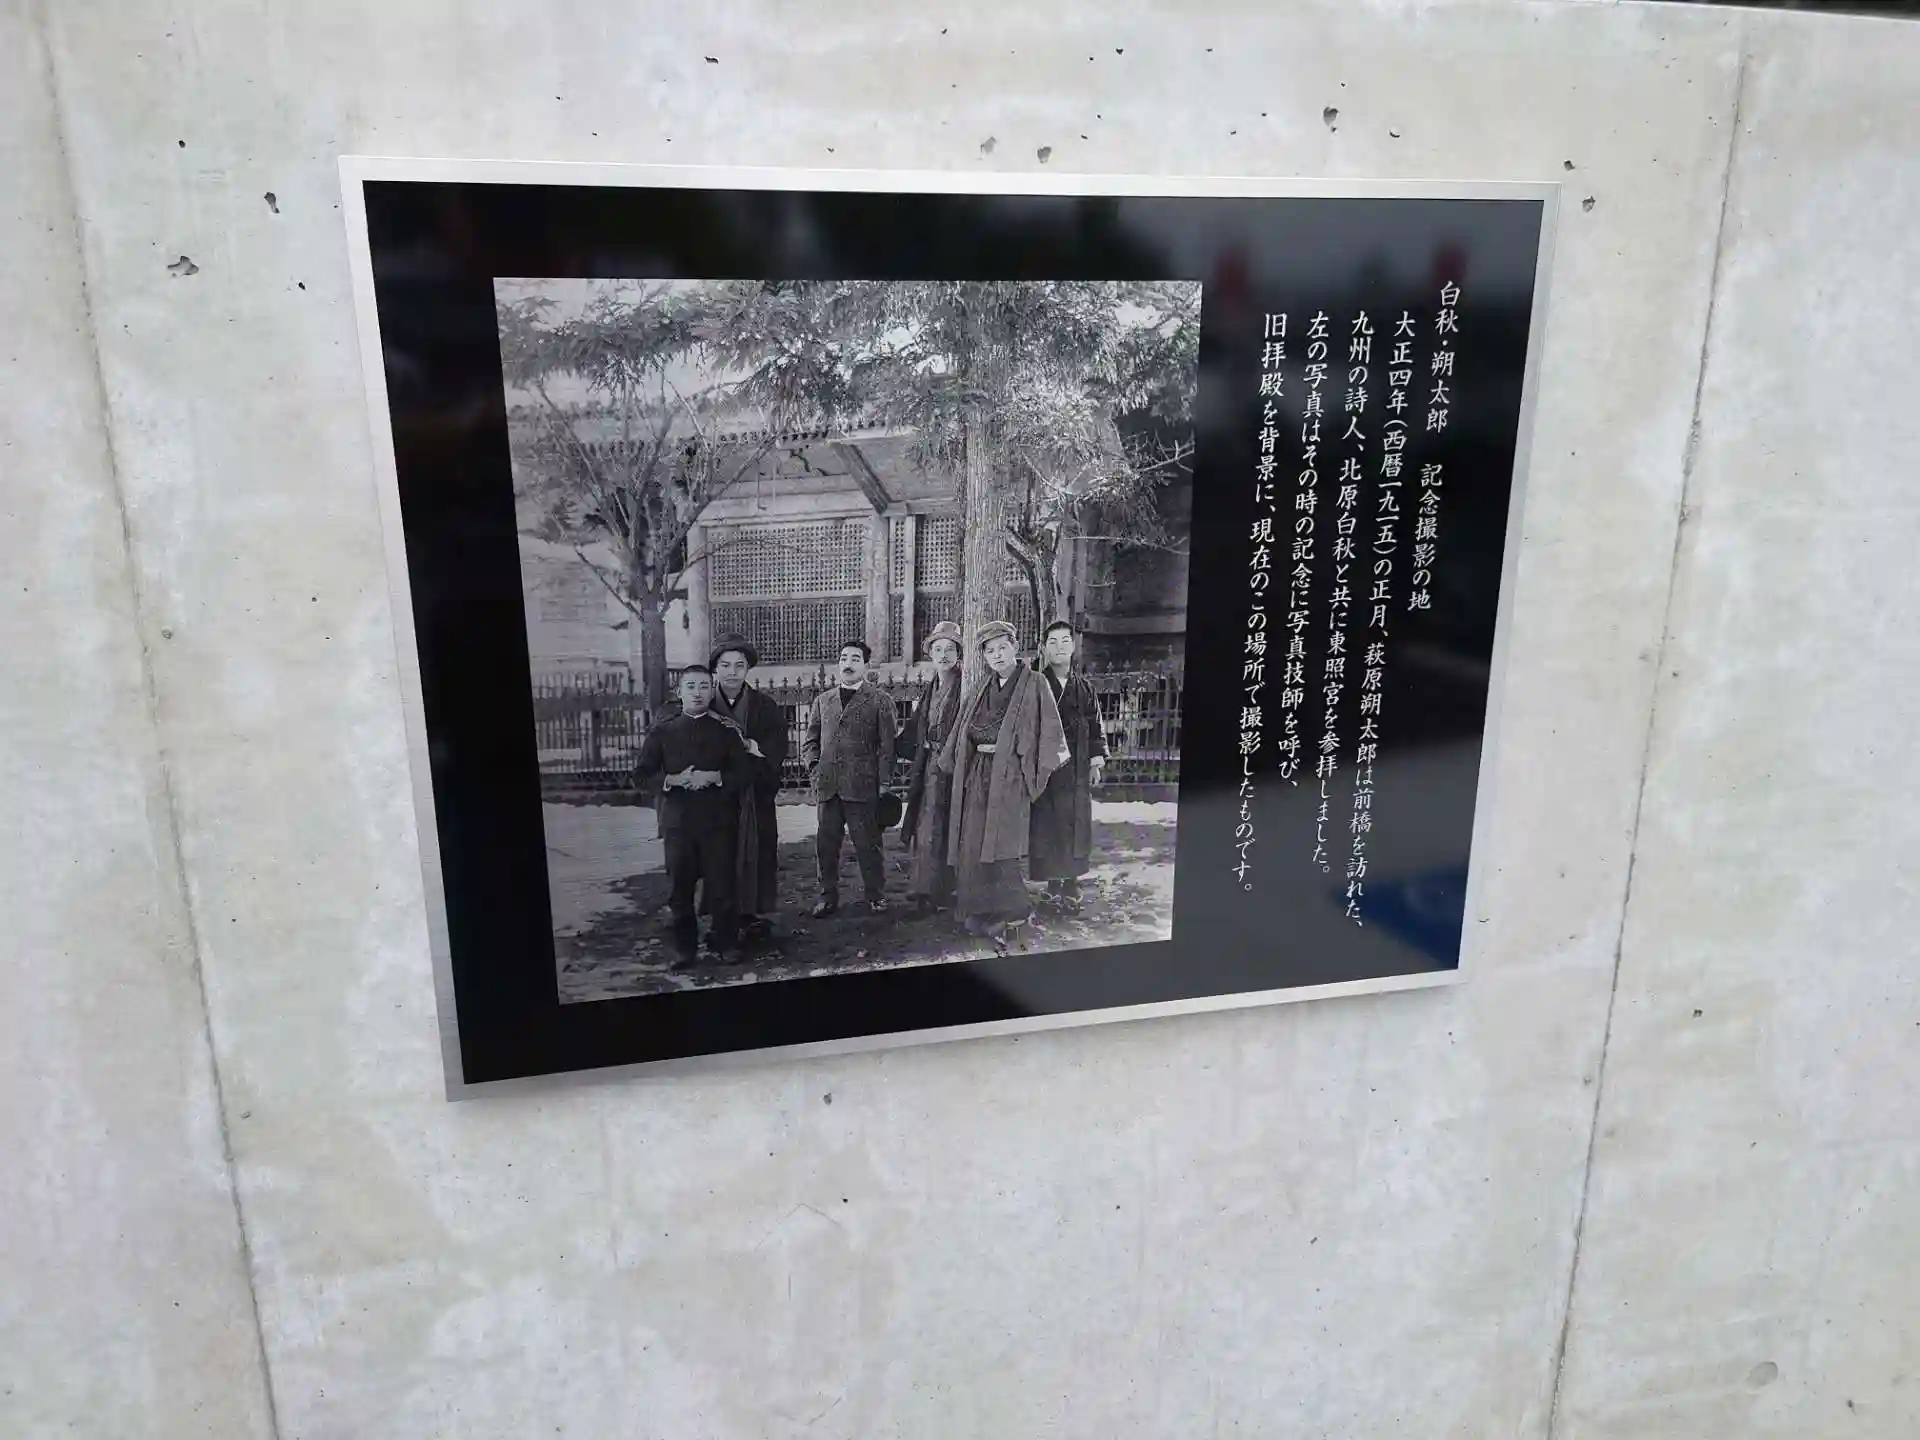 白秋・朔太郎　記念撮影の地
大正四年（西暦一九一五）の正月、萩原朔太郎は前橋を訪れた、
九州の詩人、北原白秋と共に東照宮を参拝しました。
左の写真はその時の記念に写真技師を呼び、
旧拝殿を背景に、現在のこの場所で撮影したものです。